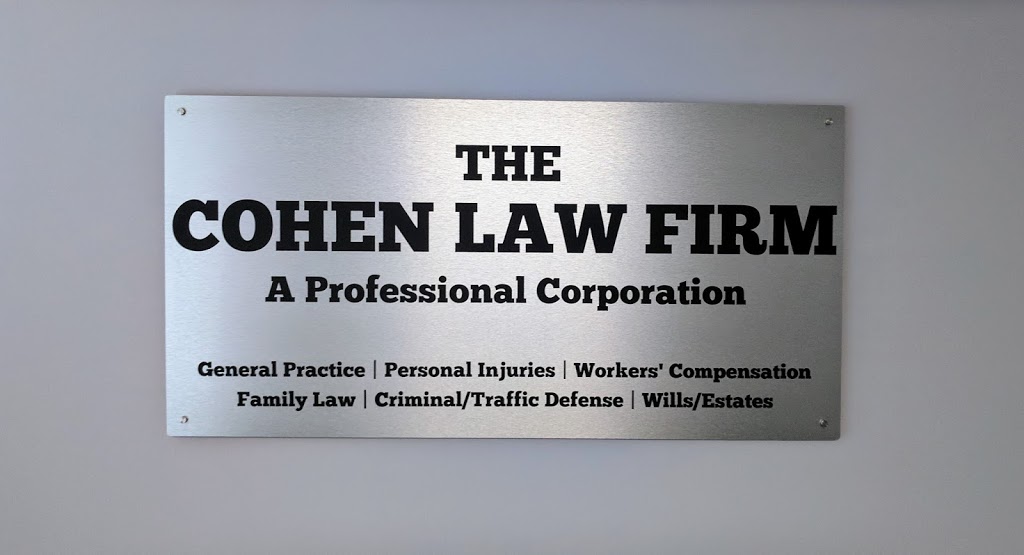 THE
COHEN LAW FIRM
A Professional Corporation
General Practice | Personal Injuries | Workers' Compensation
Family Law | Criminal/Traffic Defense | Wills/Estates